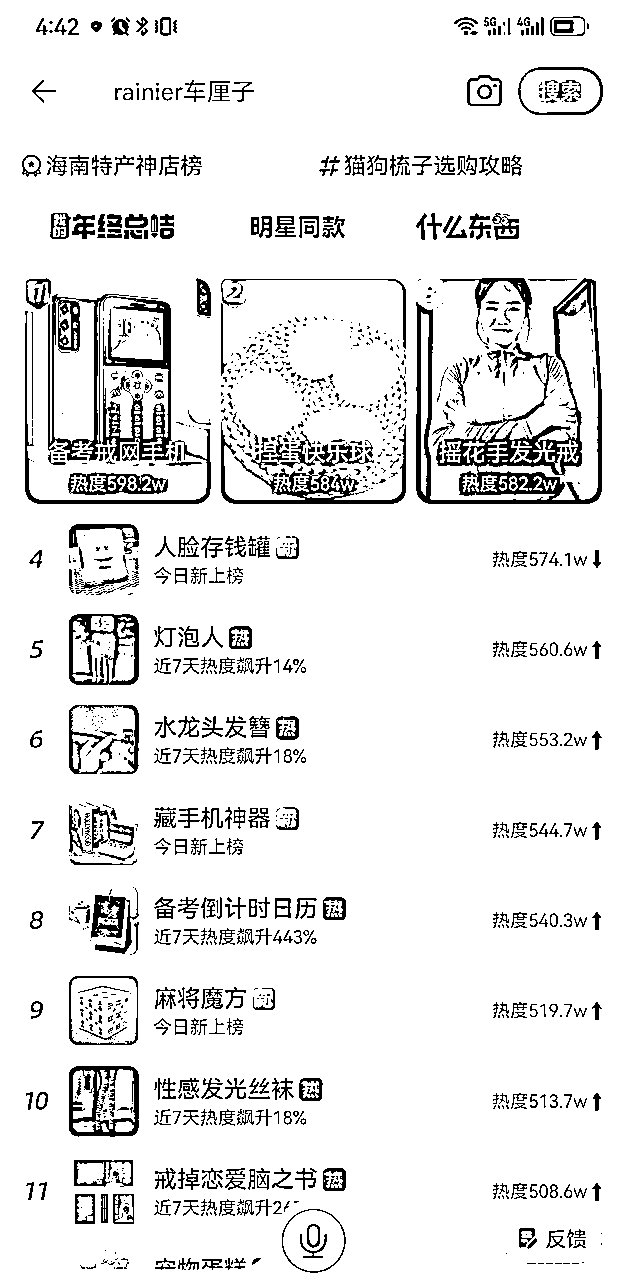 4:42 5G 4G
rainier车厘子 搜索
海南特产神店榜 #猫狗梳子选购攻略
年终总结 明星同款 什么东西
1 2
备考戒网手机 捏蛋快乐球 摇花手发光戒
热度598.2w 热度584w 热度582.2w
4 人脸存钱罐 新
今日新上榜 热度574.1w
5 灯泡人 热
近7天热度飙升14% 热度560.6w
6 水龙头发簪 热
近7天热度飙升18% 热度553.2w
7 藏手机神器 新
今日新上榜 热度544.7w
8 备考倒计时日历 热
近7天热度飙升443% 热度540.3w
9 麻将魔方 新
今日新上榜 热度519.7w
10 性感发光丝袜 热
近7天热度飙升18% 热度513.7w
11 戒掉恋爱脑之书 热
近7天热度飙升 热度508.6w
反馈
宠物蛋糕